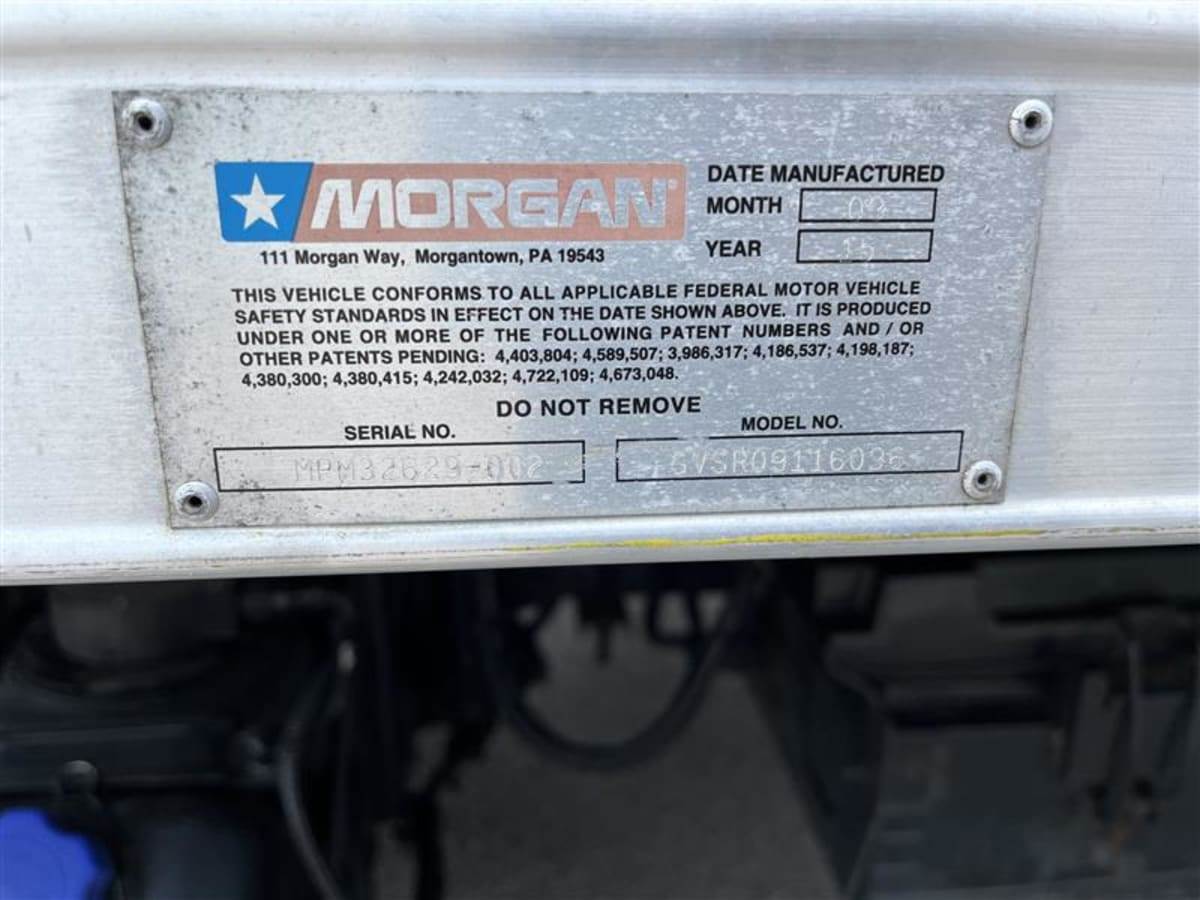 MORGAN®
111 Morgan Way, Morgantown, PA 19543
DATE MANUFACTURED
MONTH 09
YEAR 15
THIS VEHICLE CONFORMS TO ALL APPLICABLE FEDERAL MOTOR VEHICLE
SAFETY STANDARDS IN EFFECT ON THE DATE SHOWN ABOVE. IT IS PRODUCED
UNDER ONE OR MORE OF THE FOLLOWING PATENT NUMBERS AND / OR
OTHER PATENTS PENDING: 4,403,804; 4,589,507; 3,986,317; 4,186,537; 4,198,187;
4,380,300; 4,380,415; 4,242,032; 4,722,109; 4,673,048.
DO NOT REMOVE
SERIAL NO.
MPM32629-002
MODEL NO.
GVSR09116096